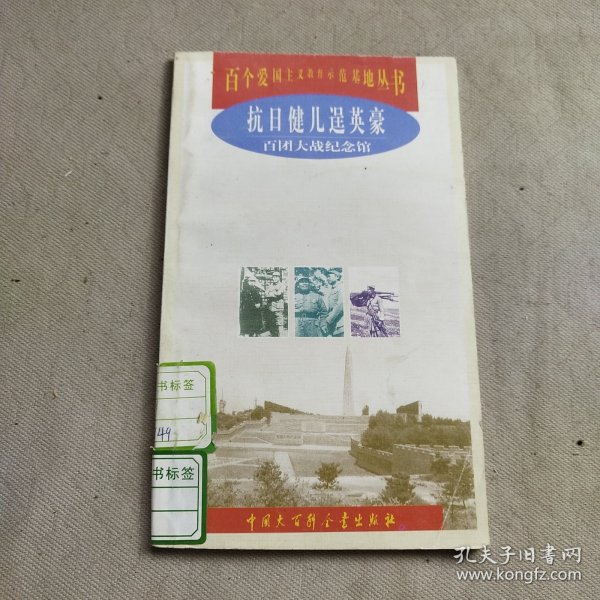 百个爱国主义教育示范基地丛书
抗日健儿逞英豪
百团大战纪念馆
书标签
49
书标签
中国大百科全书出版社
孔夫子旧书网
www.kongfz.com